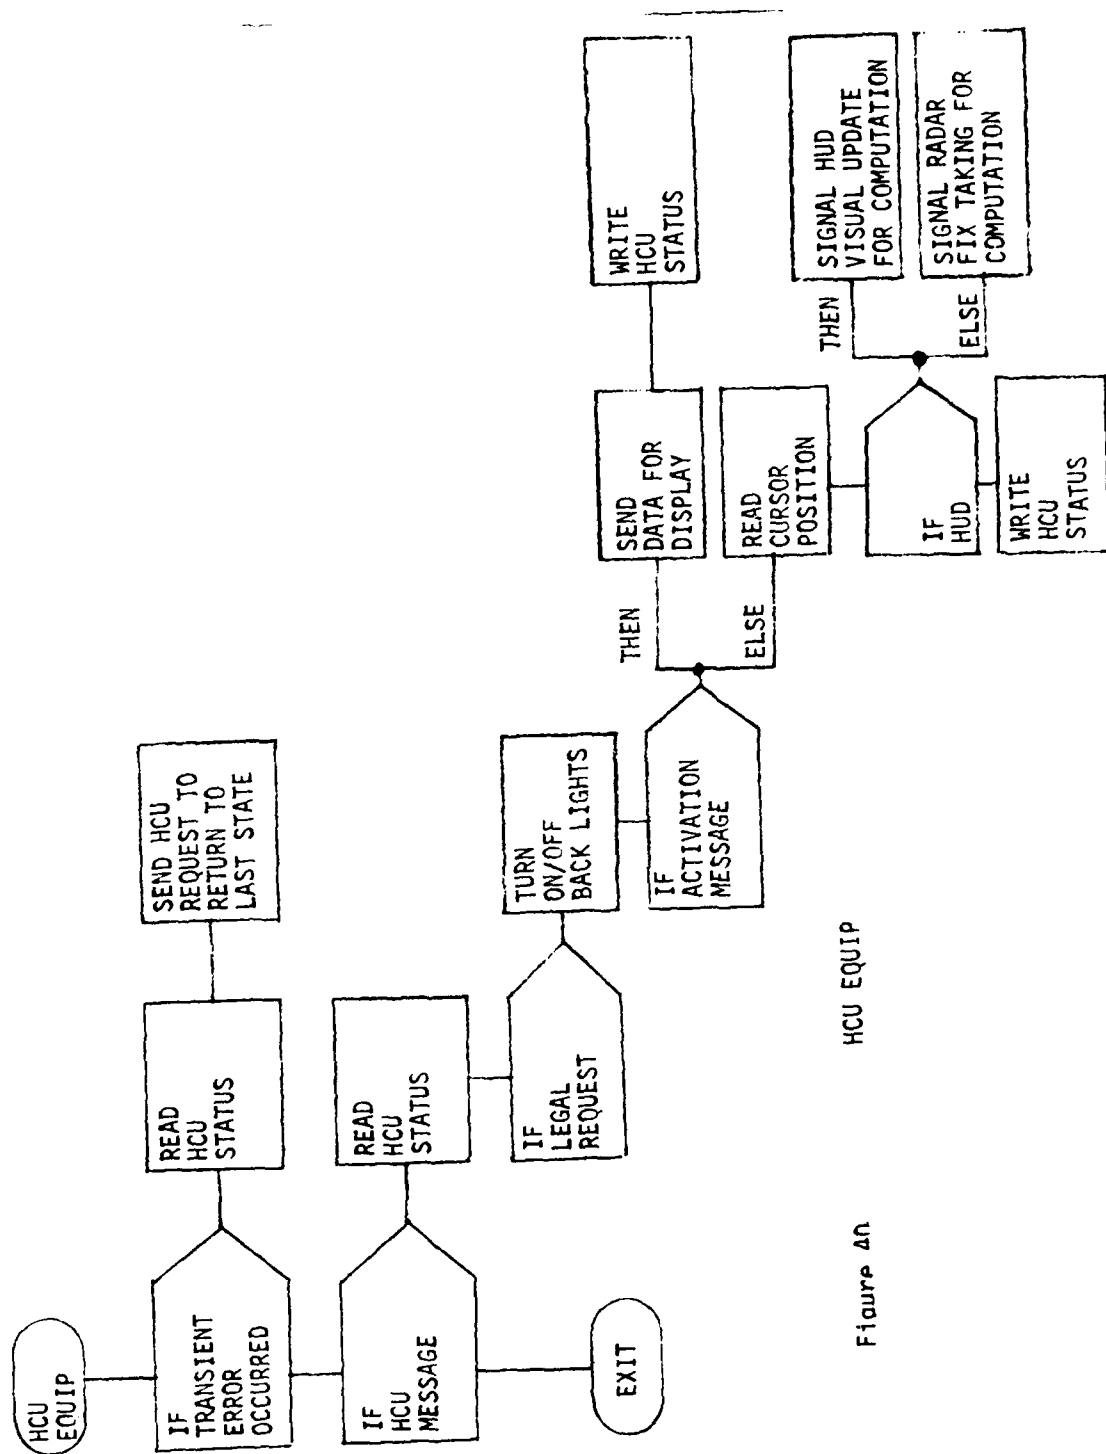 HCU
EQUIP
IF
TRANSIENT
ERROR
OCCURRED
READ
HCU
STATUS
SEND HCU
REQUEST TO
RETURN TO
LAST STATE
IF
HCU
MESSAGE
READ
HCU
STATUS
IF
LEGAL
REQUEST
TURN
ON/OFF
BACK LIGHTS
IF
ACTIVATION
MESSAGE
THEN
SEND
DATA FOR
DISPLAY
WRITE
HCU
STATUS
ELSE
READ
CURSOR
POSITION
IF
HUD
THEN
SIGNAL HUD
VISUAL UPDATE
FOR COMPUTATION
ELSE
SIGNAL RADAR
FIX TAKING FOR
COMPUTATION
WRITE
HCU
STATUS
EXIT
Figure HCU EQUIP